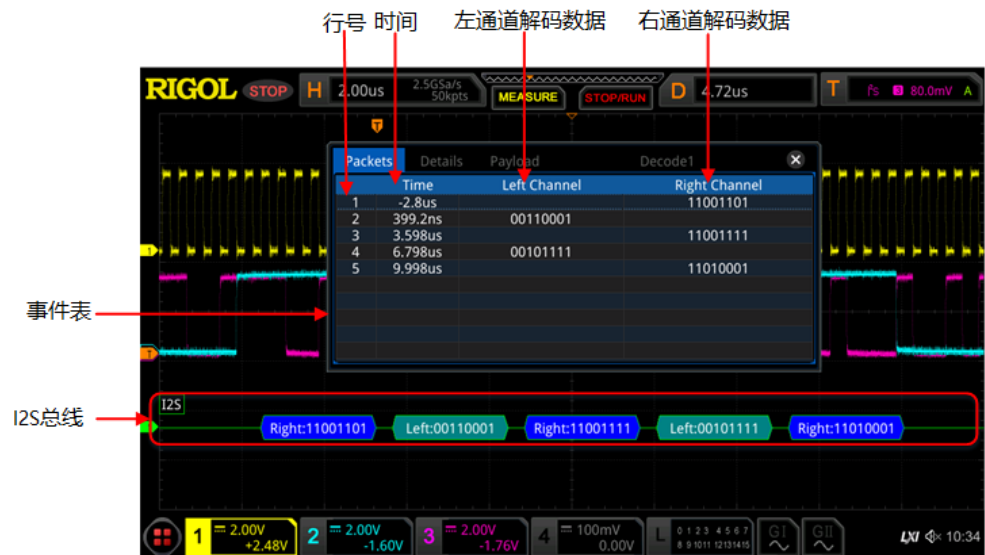 行号 时间 左通道解码数据 右通道解码数据
RIGOL STOP H 2.00us 2.5GSa/s 50kpts MEASURE STOP/RUN D 4.72us T I²S 3 80.0mV A
T
Packets Details Payload Decode1
Time Left Channel Right Channel
1 -2.8us 11001101
2 399.2ns 00110001
3 3.598us 11001111
4 6.798us 00101111
5 9.998us 11010001
1
事件表
T
I2S总线
I2S
Right:11001101 Left:00110001 Right:11001111 Left:00101111 Right:11010001
1 2.00V +2.48V 2 2.00V -1.60V 3 2.00V -1.76V 4 100mV 0.00V L 0 1 2 3 4 5 6 7 8 9 1011 12131415 GI GII LXI 10:34